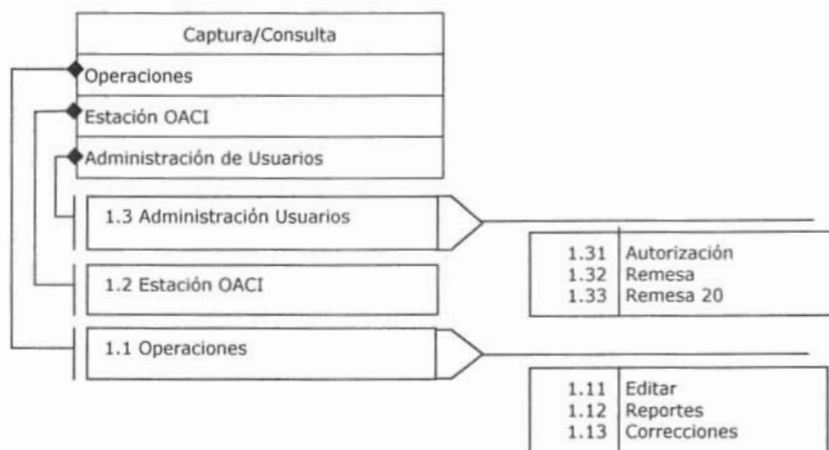 Captura/Consulta
Operaciones
Estación OACI
Administración de Usuarios
1.3 Administración Usuarios
1.31 Autorización
1.32 Remesa
1.33 Remesa 20
1.2 Estación OACI
1.1 Operaciones
1.11 Editar
1.12 Reportes
1.13 Correcciones